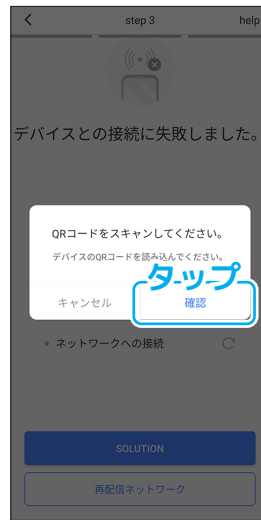 step 3
help
デバイスとの接続に失敗しました。
QRコードをスキャンしてください。
デバイスのQRコードを読み込んでください。
タップ
キャンセル
確認
ネットワークへの接続
SOLUTION
再配信ネットワーク